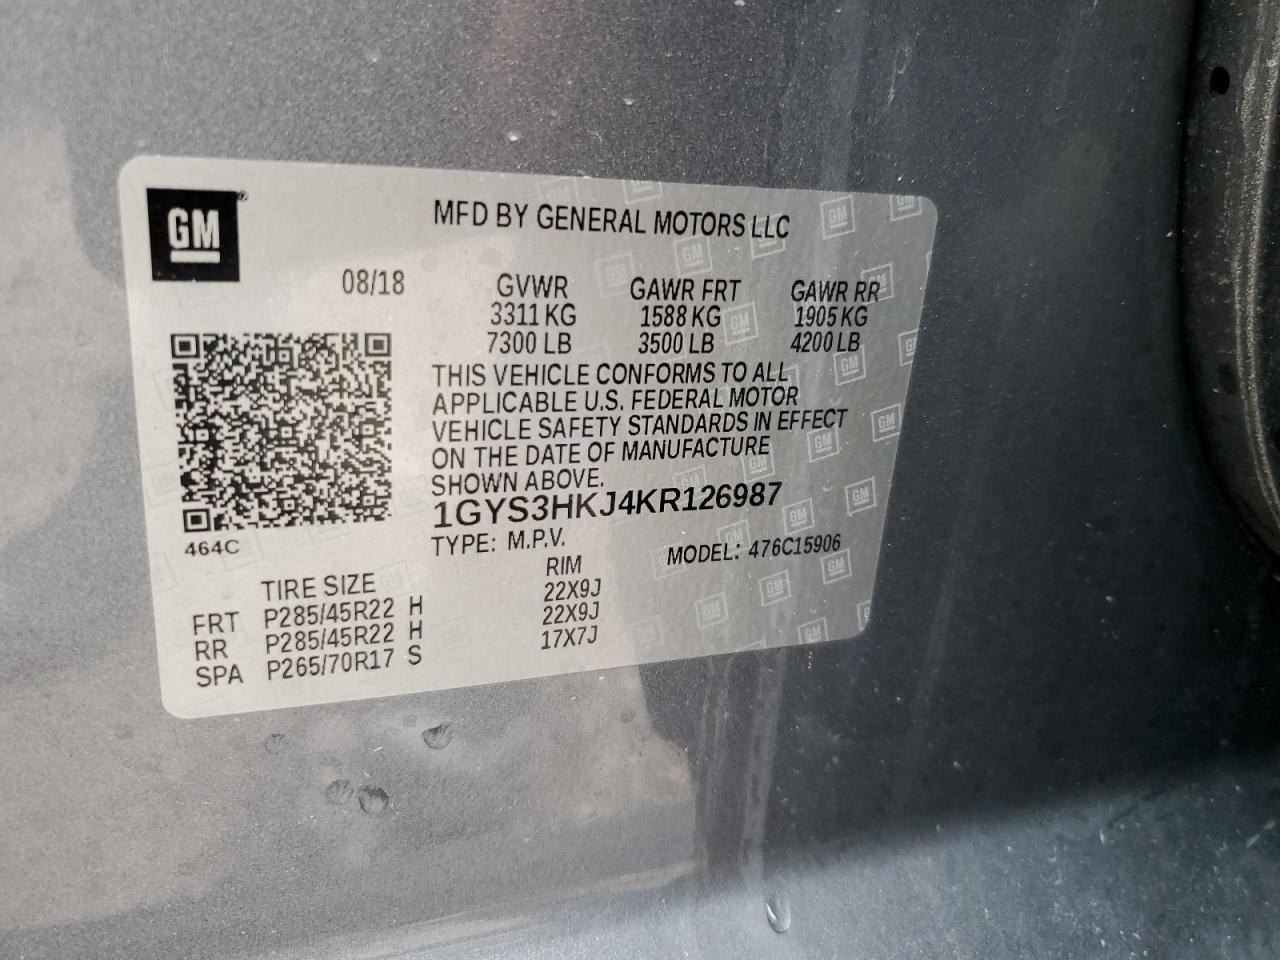 GM
MFD BY GENERAL MOTORS LLC
08/18 GVWR GAWR FRT GAWR RR
3311 KG 1588 KG 1905 KG
7300 LB 3500 LB 4200 LB
THIS VEHICLE CONFORMS TO ALL
APPLICABLE U.S. FEDERAL MOTOR
VEHICLE SAFETY STANDARDS IN EFFECT
ON THE DATE OF MANUFACTURE
SHOWN ABOVE.
1GYS3HKJ4KR126987
464C
TYPE: M.P.V. MODEL: 476C15906
TIRE SIZE RIM
FRT P285/45R22 H 22X9J
RR P285/45R22 H 22X9J
SPA P265/70R17 S 17X7J